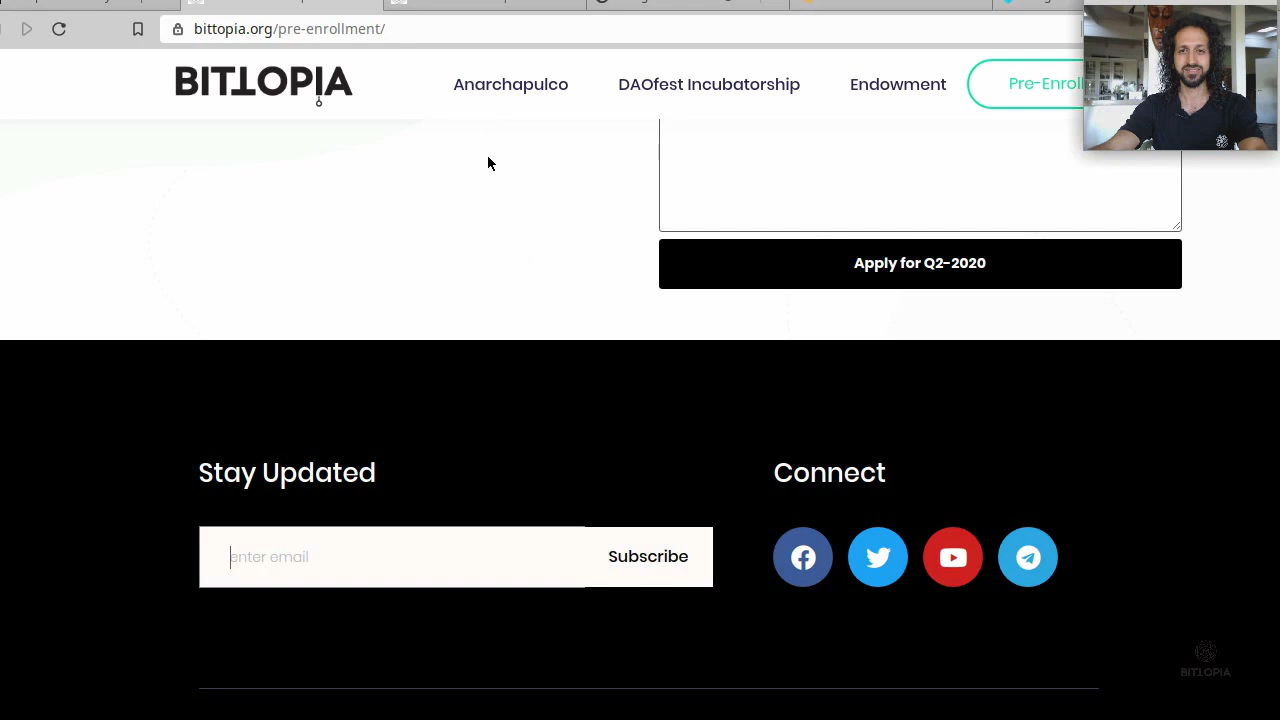 bittopia.org/pre-enrollment/
BITTOPIA
Anarchapulco
DAOfest Incubatorship
Endowment
Pre-Enroll
Apply for Q2-2020
Stay Updated
Connect
enter email
Subscribe
BITTOPIA